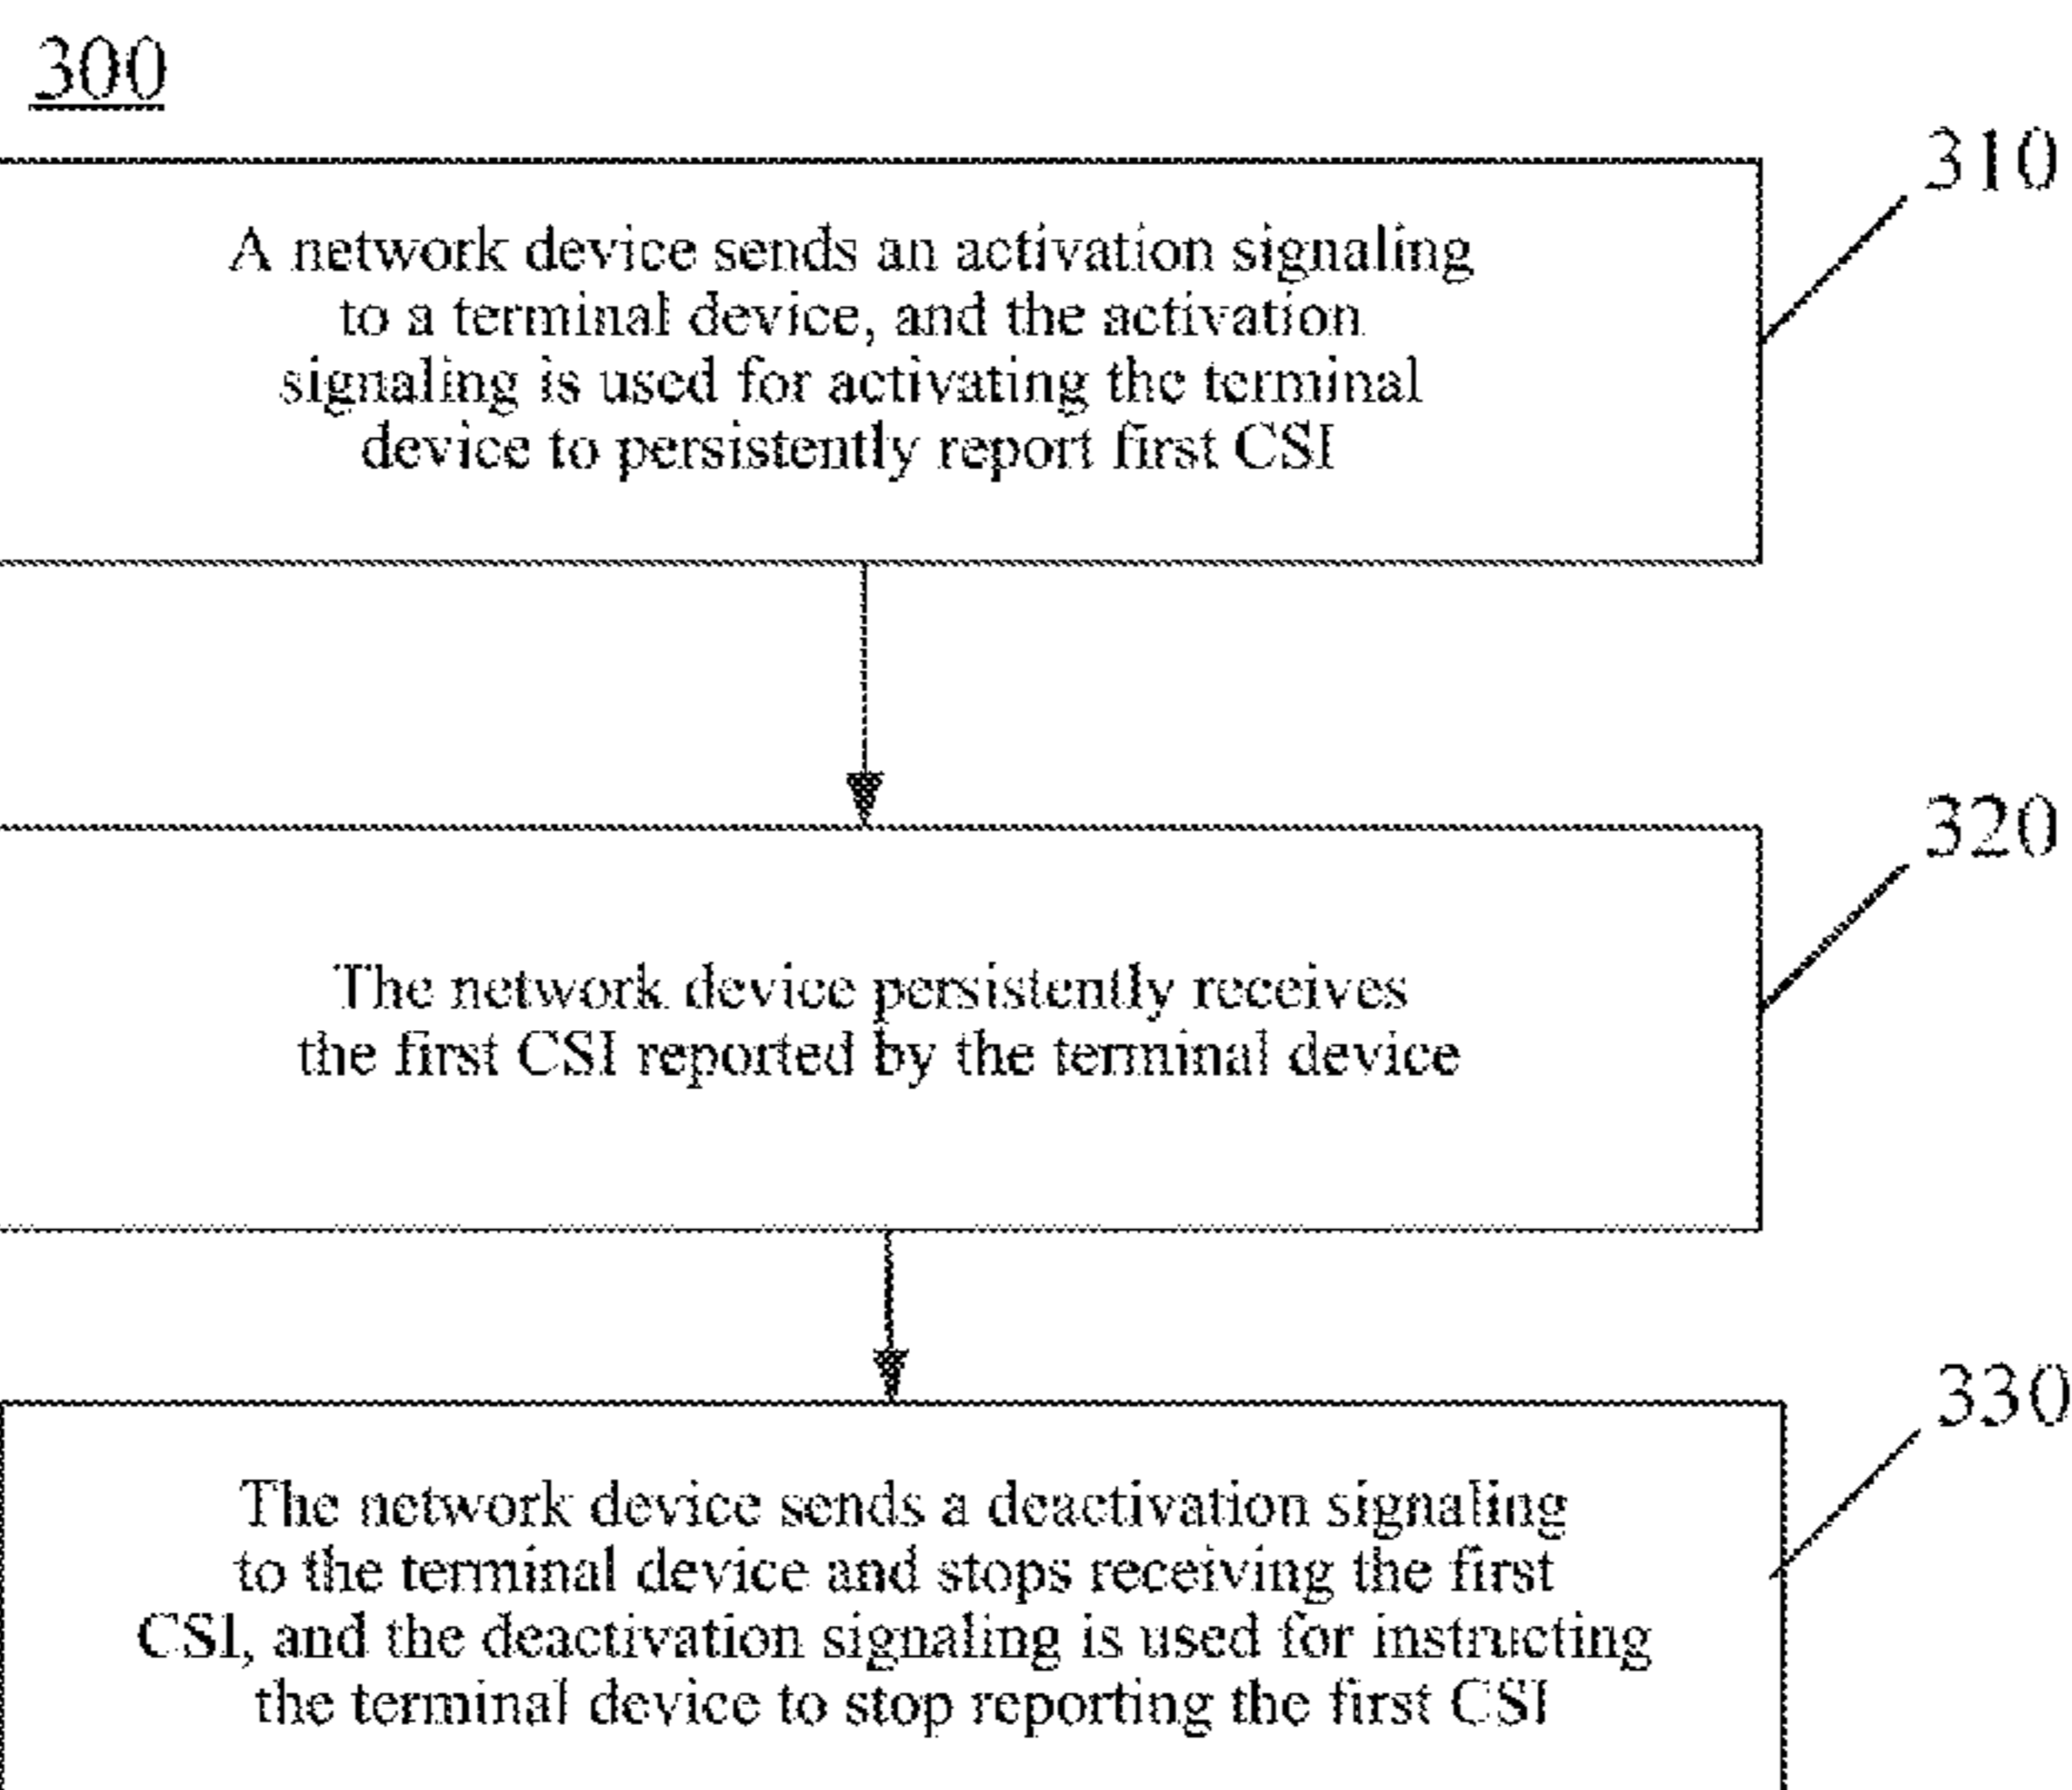 300
310
A network device sends an activation signaling
to a terminal device, and the activation
signaling is used for activating the terminal
device to persistently report first CSI
320
The network device persistently receives
the first CSI reported by the terminal device
330
The network device sends a deactivation signaling
to the terminal device and stops receiving the first
CSI, and the deactivation signaling is used for instructing
the terminal device to stop reporting the first CSI